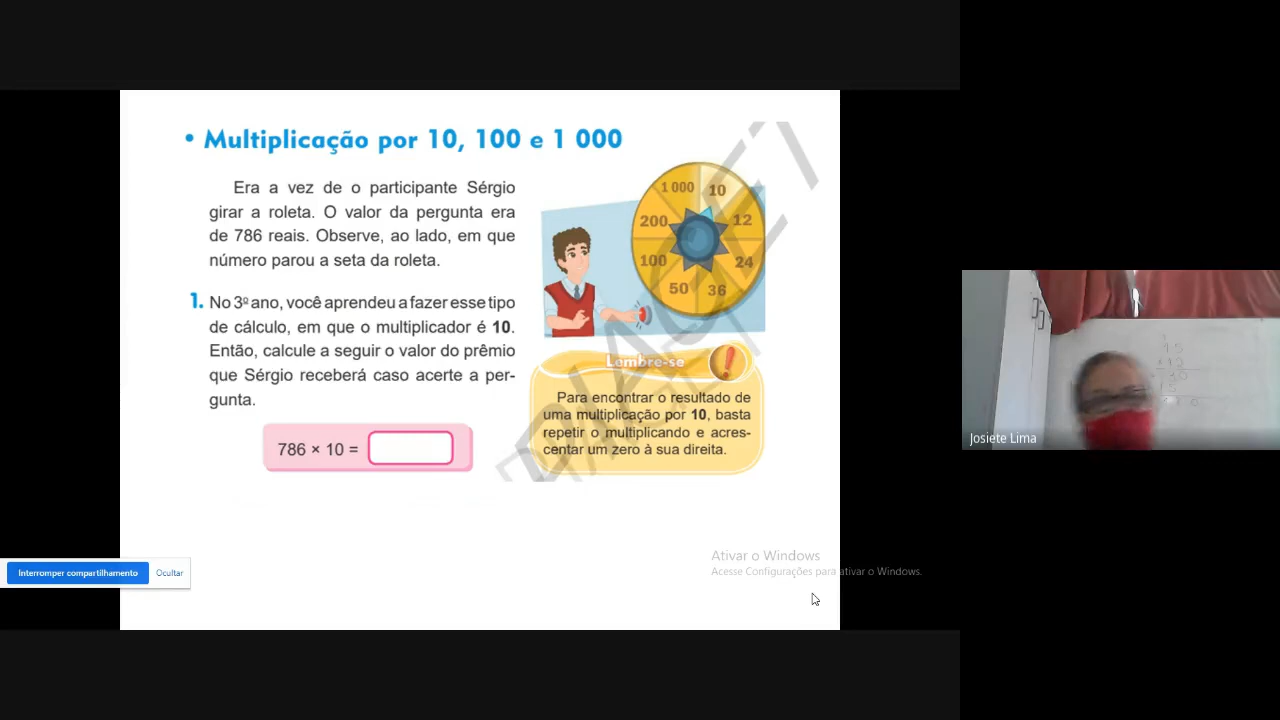 • Multiplicação por 10, 100 e 1 000
Era a vez de o participante Sérgio
girar a roleta. O valor da pergunta era
de 786 reais. Observe, ao lado, em que
número parou a seta da roleta.
1. No 3º ano, você aprendeu a fazer esse tipo
de cálculo, em que o multiplicador é 10.
Então, calcule a seguir o valor do prêmio
que Sérgio receberá caso acerte a per-
gunta.
786 × 10 =
1 000
10
200
12
100
24
50
36
Lembre-se
Para encontrar o resultado de
uma multiplicação por 10, basta
repetir o multiplicando e acres-
centar um zero à sua direita.
Interromper compartilhamento
Ocultar
Ativar o Windows
Acesse Configurações para ativar o Windows.
Josiete Lima